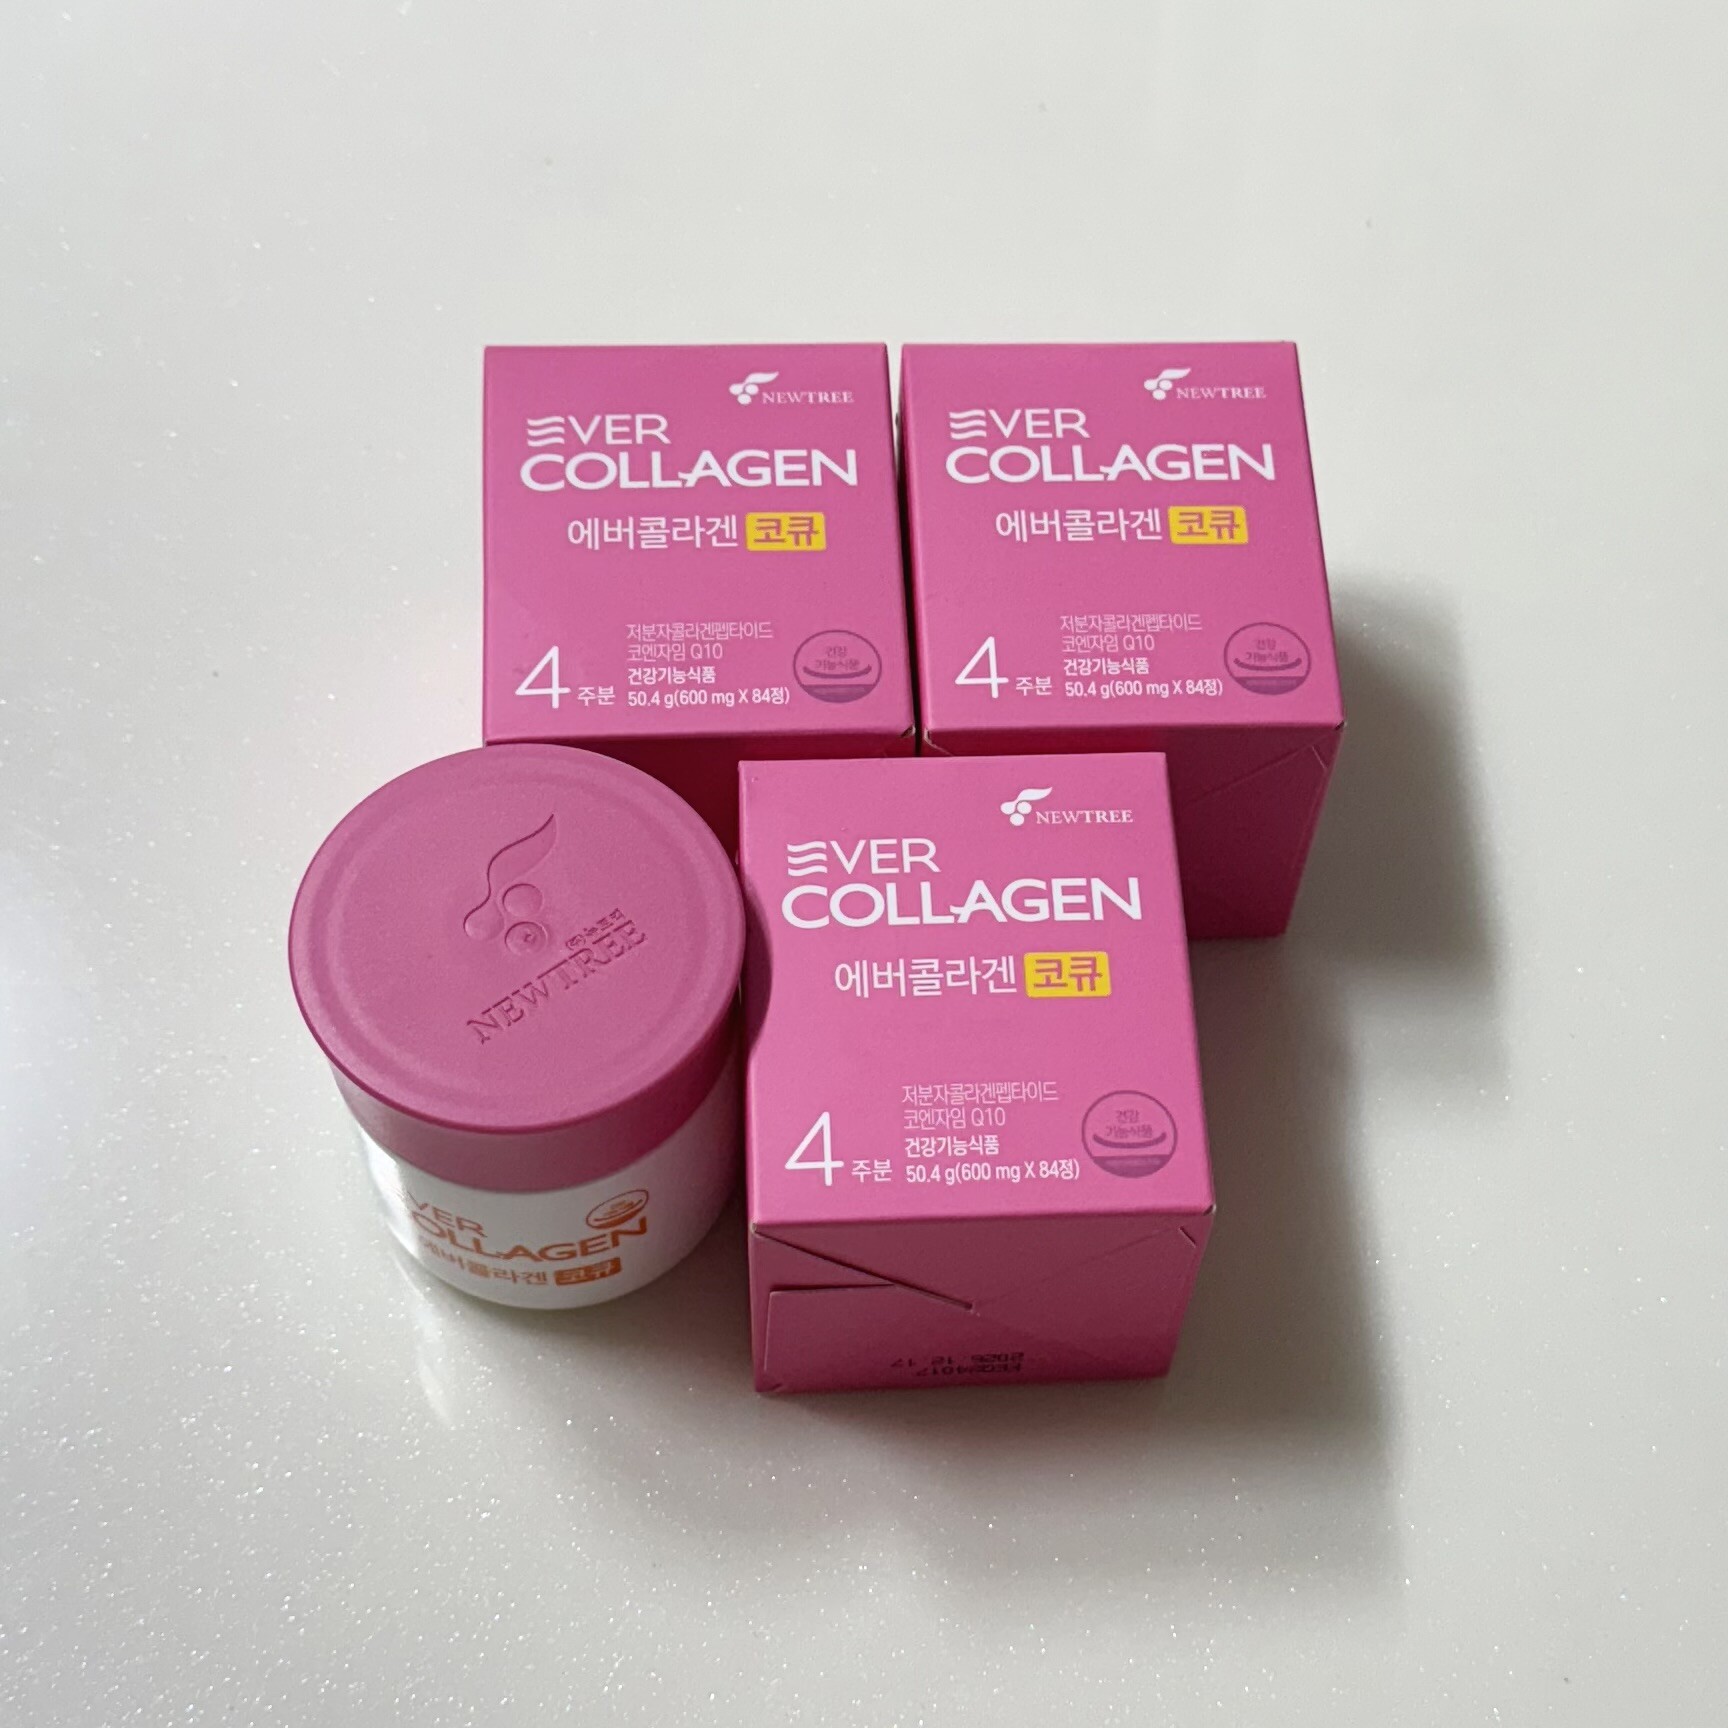 NEWTREE
EVER
COLLAGEN
에버콜라겐 코큐
저분자콜라겐펩타이드
코엔자임 Q10
건강기능식품
4주분 50.4 g(600 mg X 84정)
건강
기능식품
NEWTREE
EVER
COLLAGEN
에버콜라겐 코큐
저분자콜라겐펩타이드
코엔자임 Q10
건강기능식품
4주분 50.4 g(600 mg X 84정)
건강
기능식품
NEWTREE
NEWTREE
EVER
COLLAGEN
에버콜라겐 코큐
저분자콜라겐펩타이드
코엔자임 Q10
건강기능식품
4주분 50.4 g(600 mg X 84정)
건강
기능식품
VER
OLLAGEN
에버콜라겐 코큐
2026.12.17